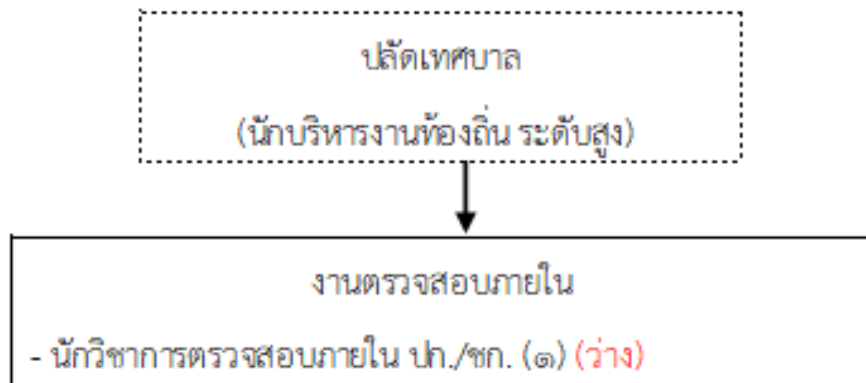 ปลัดเทศบาล
(นักบริหารงานท้องถิ่น ระดับสูง)
งานตรวจสอบภายใน
- นักวิชาการตรวจสอบภายใน ปก./ชก. (๑) (ว่าง)